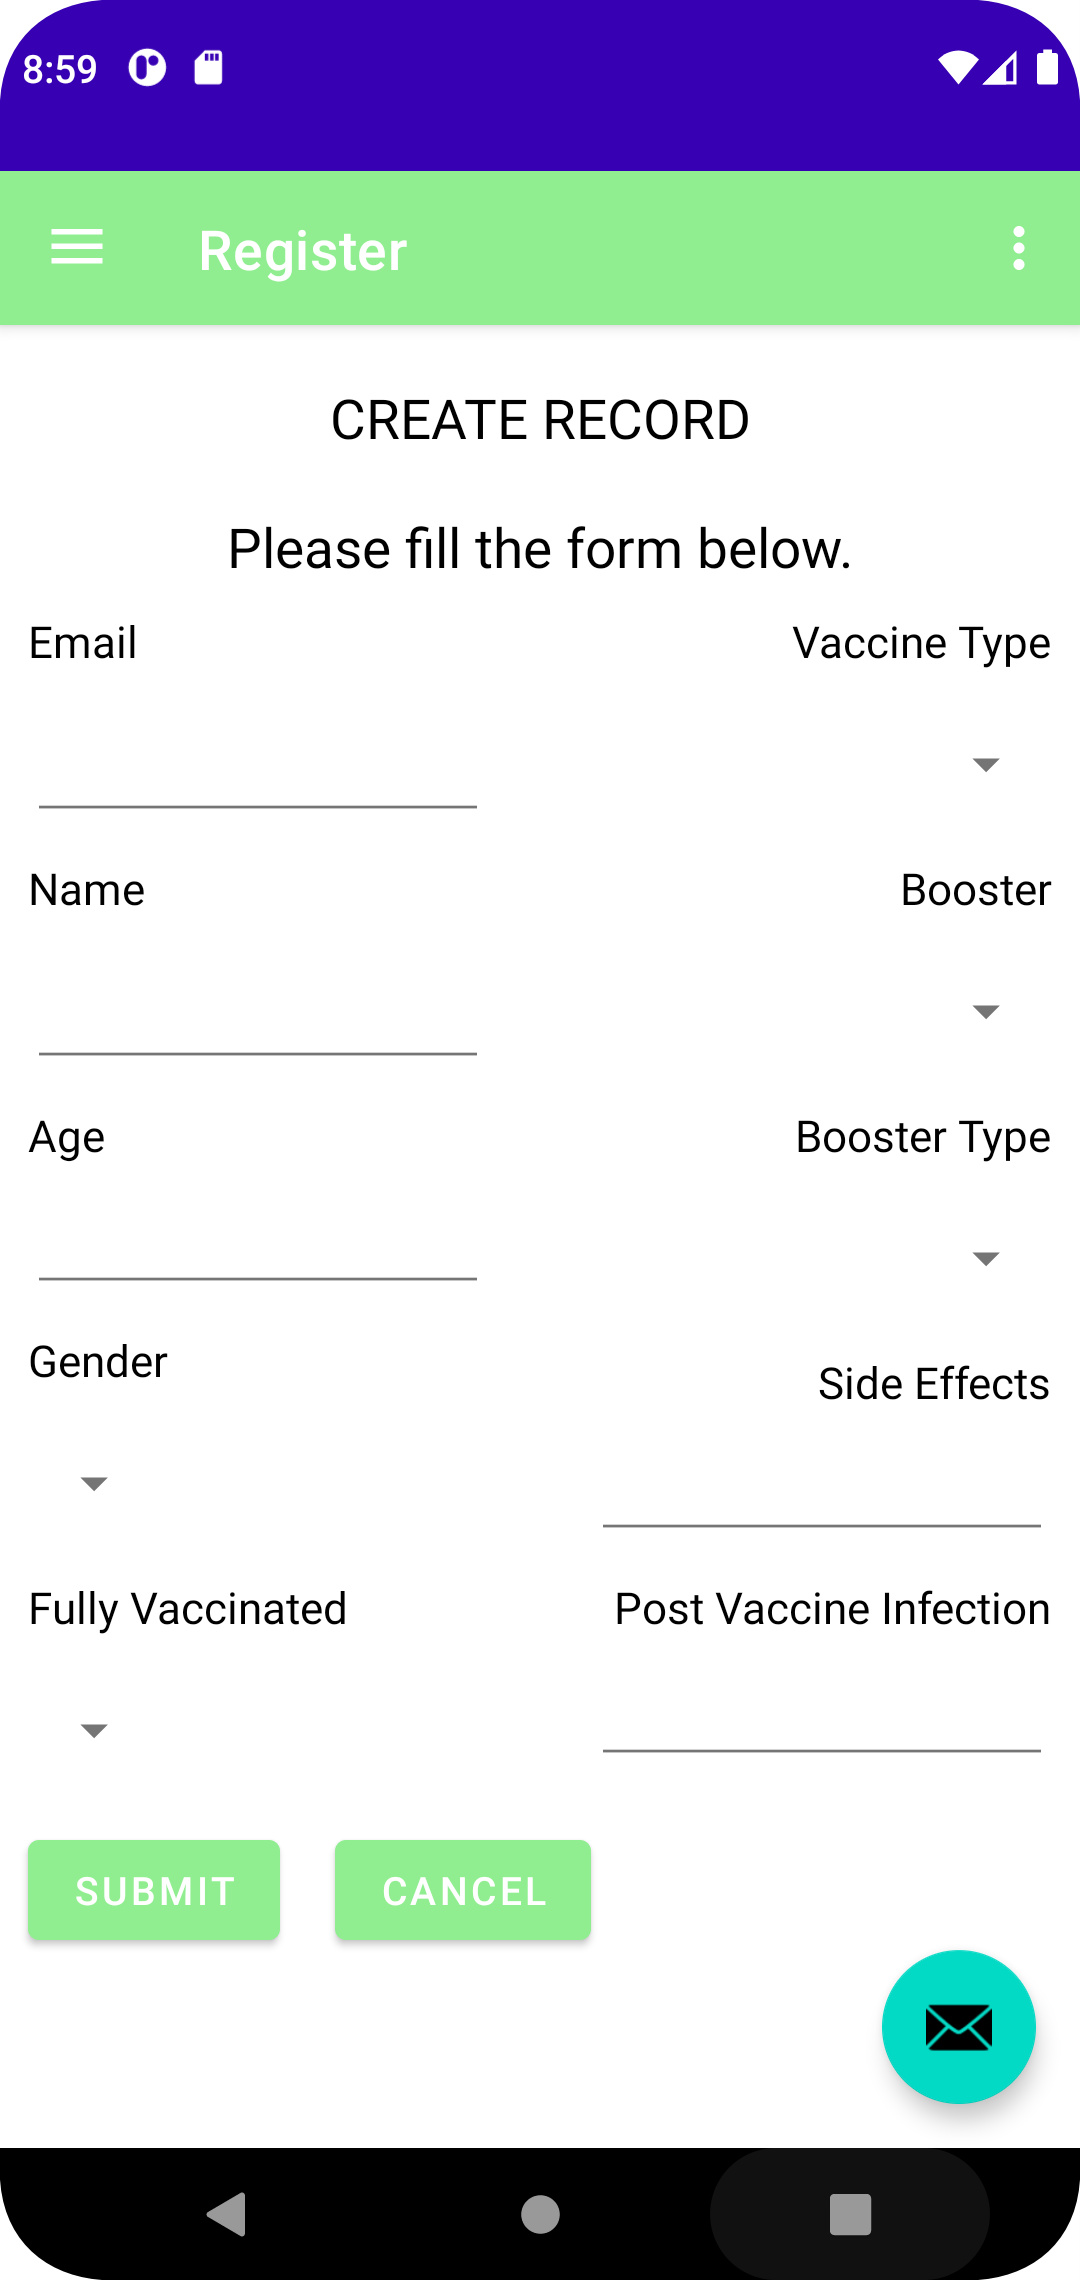 8:59
Register
CREATE RECORD
Please fill the form below.
Email
Vaccine Type
Name
Booster
Age
Booster Type
Gender
Side Effects
Fully Vaccinated
Post Vaccine Infection
SUBMIT
CANCEL